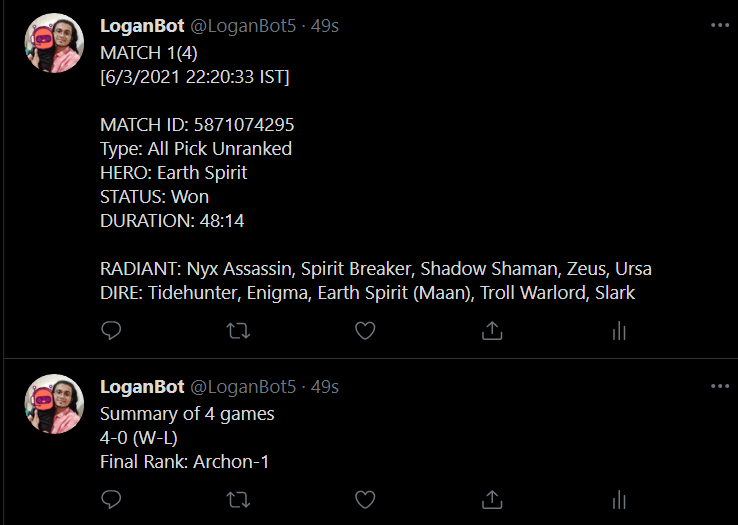 LoganBot @LoganBot5 · 49s
MATCH 1(4)
[6/3/2021 22:20:33 IST]
MATCH ID: 5871074295
Type: All Pick Unranked
HERO: Earth Spirit
STATUS: Won
DURATION: 48:14
RADIANT: Nyx Assassin, Spirit Breaker, Shadow Shaman, Zeus, Ursa
DIRE: Tidehunter, Enigma, Earth Spirit (Maan), Troll Warlord, Slark
LoganBot @LoganBot5 · 49s
Summary of 4 games
4-0 (W-L)
Final Rank: Archon-1